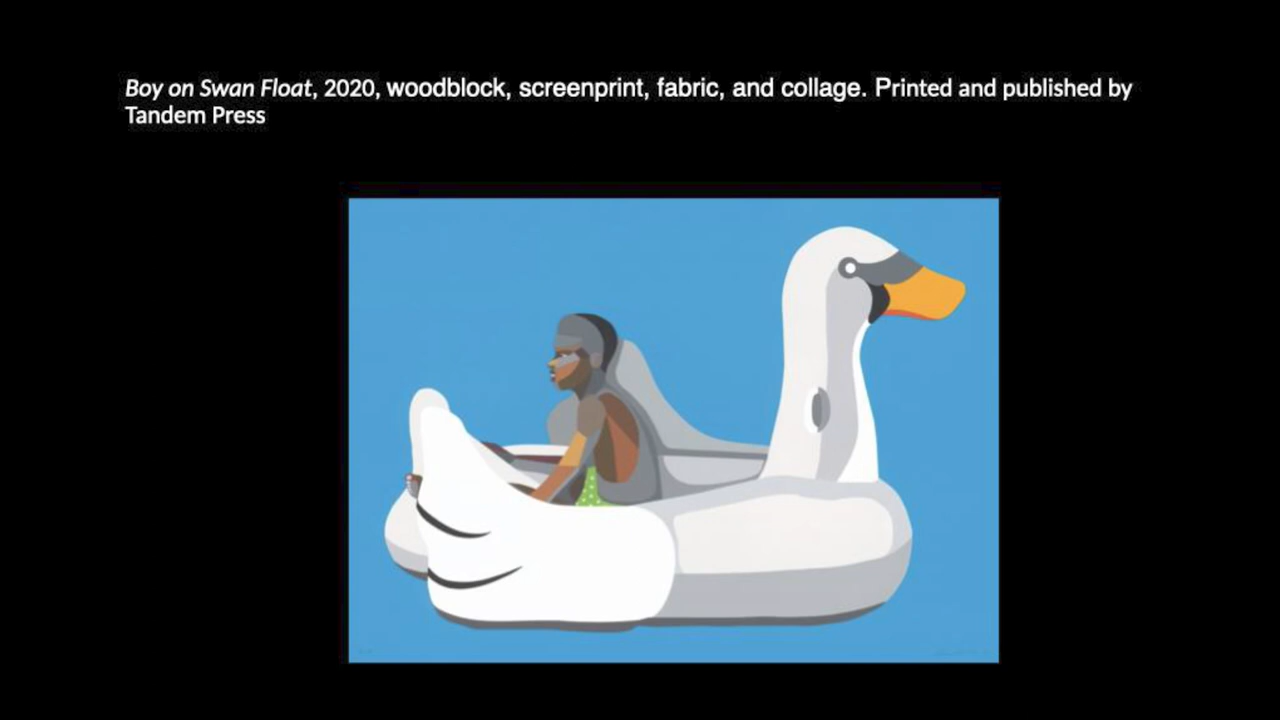 Boy on Swan Float, 2020, woodblock, screenprint, fabric, and collage. Printed and published by
Tandem Press